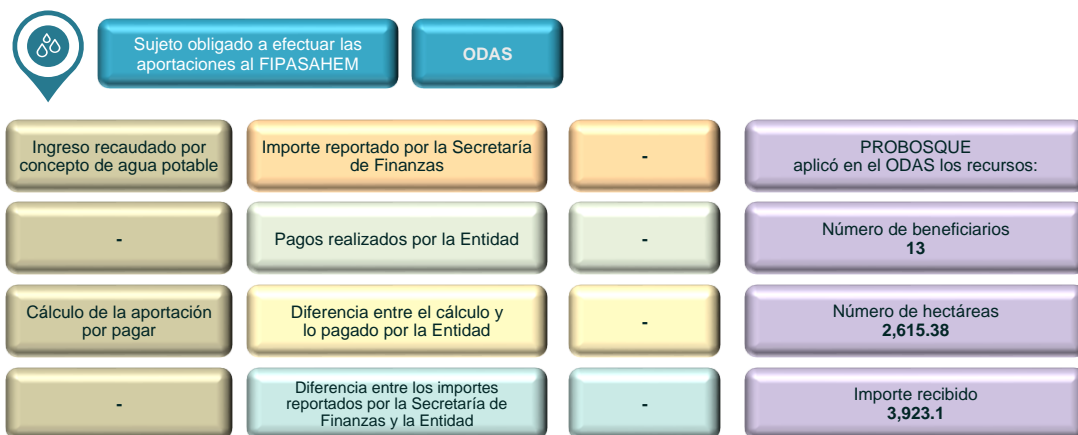 Sujeto obligado a efectuar las
aportaciones al FIPASAHEM
ODAS
Ingreso recaudado por
concepto de agua potable
Importe reportado por la Secretaría
de Finanzas
-
PROBOSQUE
aplicó en el ODAS los recursos:
-
Pagos realizados por la Entidad
-
Número de beneficiarios
13
Cálculo de la aportación
por pagar
Diferencia entre el cálculo y
lo pagado por la Entidad
-
Número de hectáreas
2,615.38
-
Diferencia entre los importes
reportados por la Secretaría de
Finanzas y la Entidad
-
Importe recibido
3,923.1